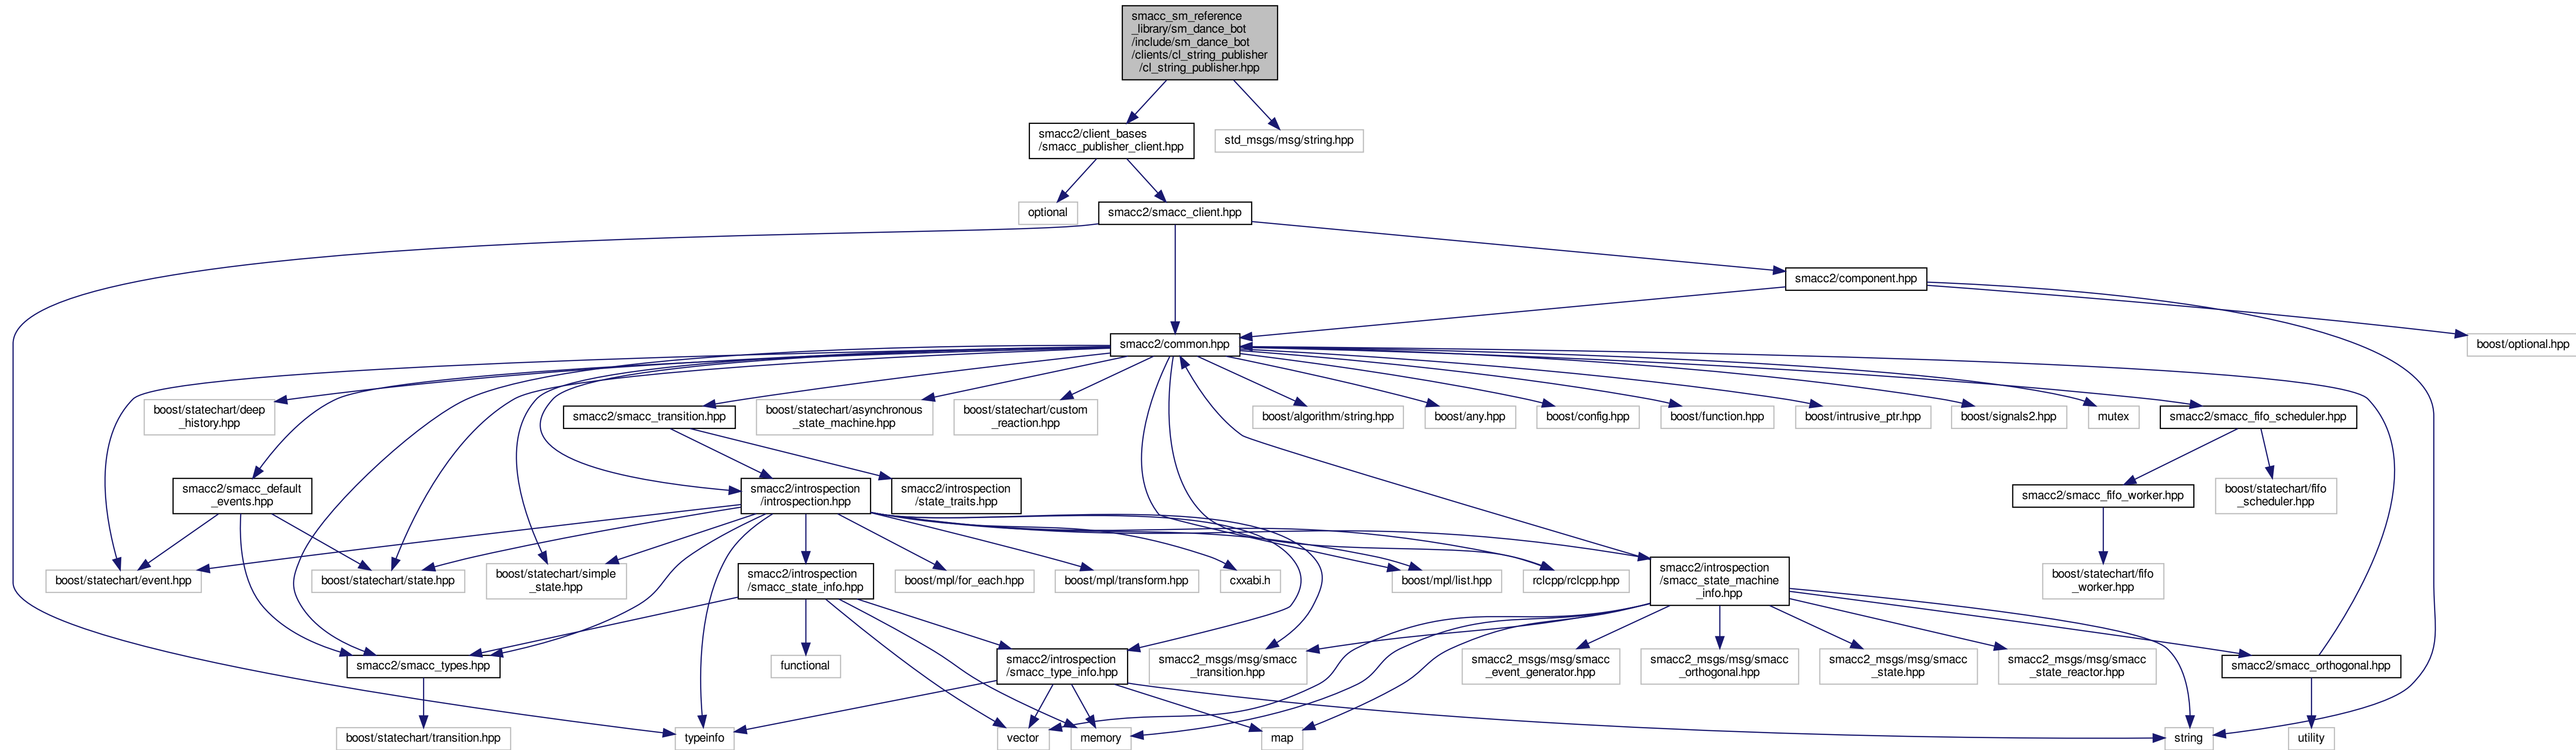 smacc_sm_reference
_library/sm_dance_bot
/include/sm_dance_bot
/clients/cl_string_publisher
/cl_string_publisher.hpp
smacc2/client_bases
/smacc_publisher_client.hpp
std_msgs/msg/string.hpp
optional
smacc2/smacc_client.hpp
smacc2/component.hpp
smacc2/common.hpp
boost/optional.hpp
boost/statechart/deep
_history.hpp
smacc2/smacc_transition.hpp
boost/statechart/asynchronous
_state_machine.hpp
boost/statechart/custom
_reaction.hpp
boost/algorithm/string.hpp
boost/any.hpp
boost/config.hpp
boost/function.hpp
boost/intrusive_ptr.hpp
boost/signals2.hpp
mutex
smacc2/smacc_fifo_scheduler.hpp
smacc2/smacc_default
_events.hpp
smacc2/introspection
/introspection.hpp
smacc2/introspection
/state_traits.hpp
smacc2/smacc_fifo_worker.hpp
boost/statechart/fifo
_scheduler.hpp
boost/statechart/event.hpp
boost/statechart/state.hpp
boost/statechart/simple
_state.hpp
smacc2/introspection
/smacc_state_info.hpp
boost/mpl/for_each.hpp
boost/mpl/transform.hpp
cxxabi.h
boost/mpl/list.hpp
rclcpp/rclcpp.hpp
smacc2/introspection
/smacc_state_machine
_info.hpp
boost/statechart/fifo
_worker.hpp
smacc2/smacc_types.hpp
functional
smacc2/introspection
/smacc_type_info.hpp
smacc2_msgs/msg/smacc
_transition.hpp
smacc2_msgs/msg/smacc
_event_generator.hpp
smacc2_msgs/msg/smacc
_orthogonal.hpp
smacc2_msgs/msg/smacc
_state.hpp
smacc2_msgs/msg/smacc
_state_reactor.hpp
smacc2/smacc_orthogonal.hpp
boost/statechart/transition.hpp
typeinfo
vector
memory
map
string
utility